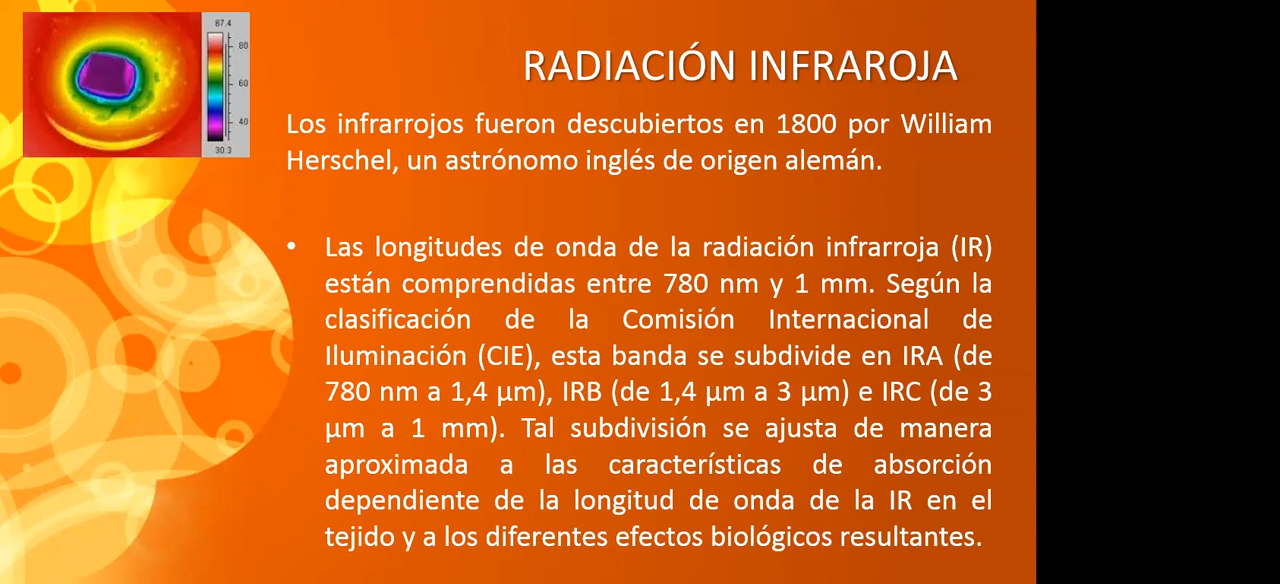 87.4
80
60
40
30.3
RADIACIÓN INFRAROJA
Los infrarrojos fueron descubiertos en 1800 por William
Herschel, un astrónomo inglés de origen alemán.
• Las longitudes de onda de la radiación infrarroja (IR)
están comprendidas entre 780 nm y 1 mm. Según la
clasificación de la Comisión Internacional de
Iluminación (CIE), esta banda se subdivide en IRA (de
780 nm a 1,4 µm), IRB (de 1,4 µm a 3 µm) e IRC (de 3
µm a 1 mm). Tal subdivisión se ajusta de manera
aproximada a las características de absorción
dependiente de la longitud de onda de la IR en el
tejido y a los diferentes efectos biológicos resultantes.